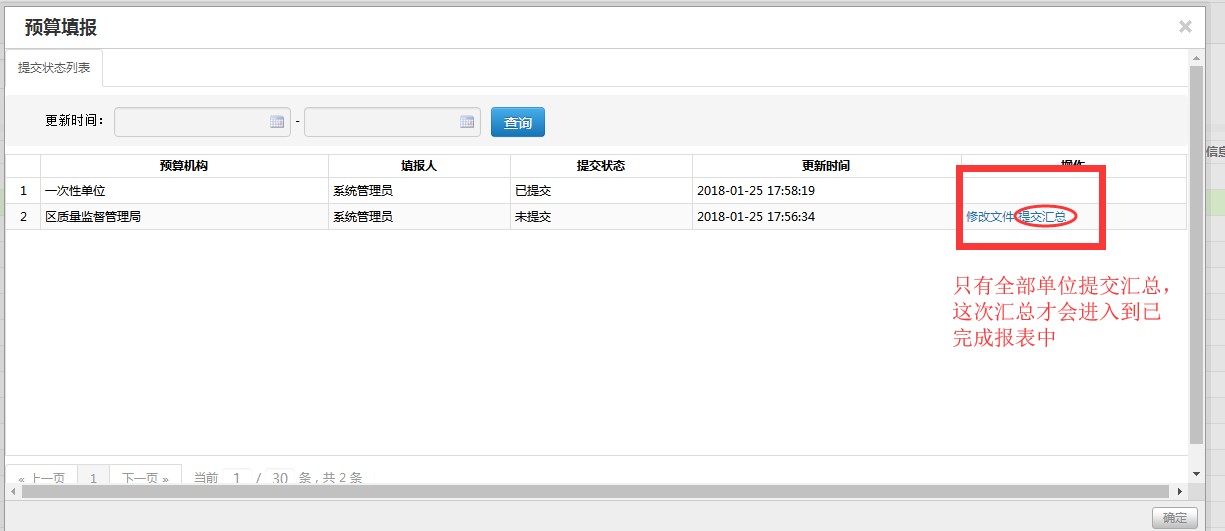 预算填报
提交状态列表
更新时间： - 查询
预算机构 填报人 提交状态 更新时间 操作
1 一次性单位 系统管理员 已提交 2018-01-25 17:58:19
2 区质量监督管理局 系统管理员 未提交 2018-01-25 17:56:34 修改文件 提交汇总
只有全部单位提交汇总，
这次汇总才会进入到已
完成报表中
« 上一页 1 下一页 » 当前 1 / 30 条，共 2 条
确定
信息